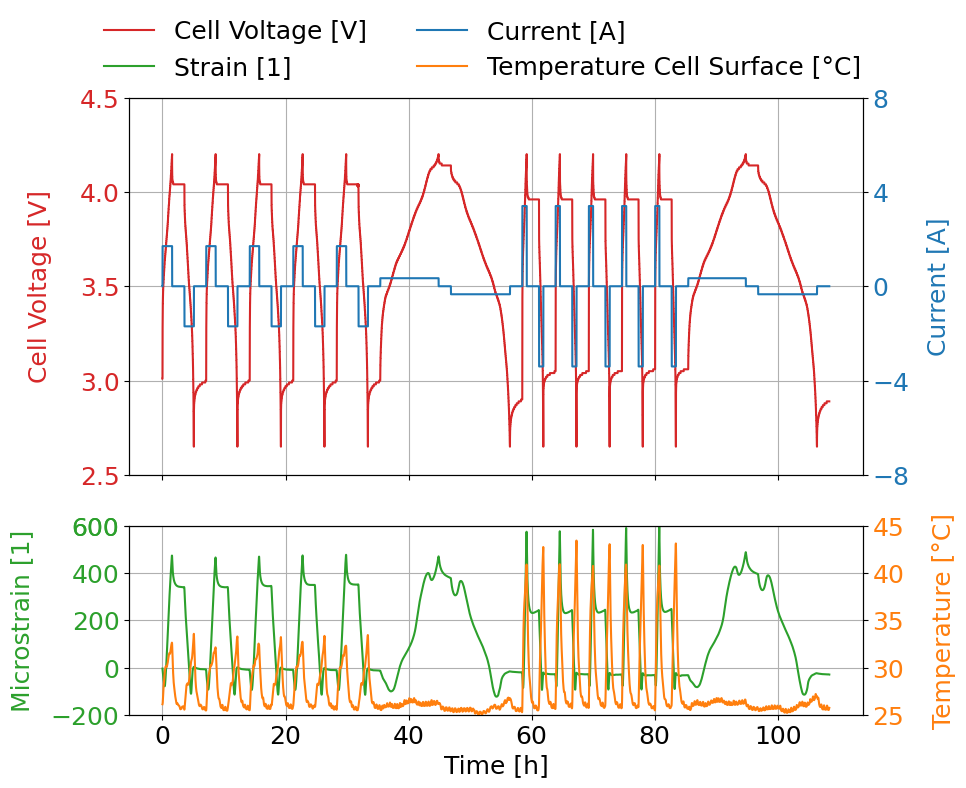 Cell Voltage [V]
Current [A]
Strain [1]
Temperature Cell Surface [°C]
4.5
4.0
3.5
3.0
2.5
Cell Voltage [V]
8
4
0
−4
−8
Current [A]
600
400
200
0
−200
Microstrain [1]
45
40
35
30
25
Temperature [°C]
0
20
40
60
80
100
Time [h]